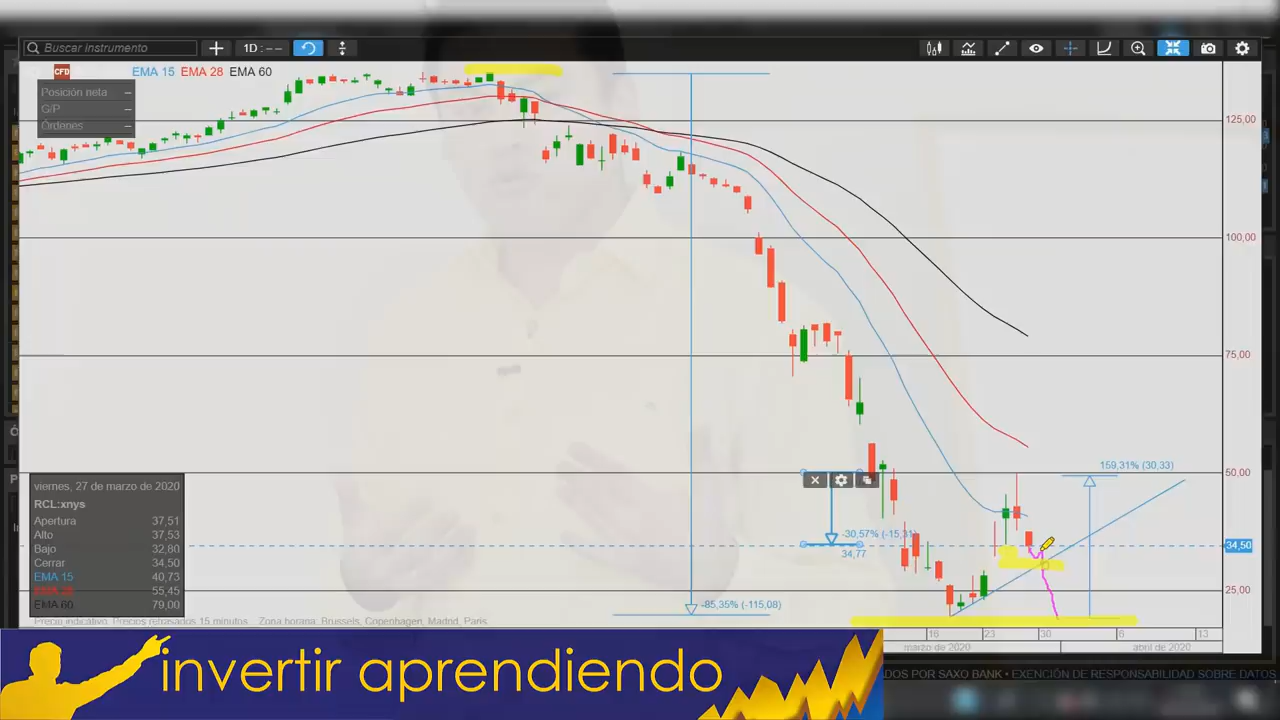 Buscar instrumento
1D : – –
CFD
EMA 15 EMA 28 EMA 60
Posición neta –
G/P –
Órdenes –
125,00
100,00
75,00
50,00
34,50
25,00
159,31% (30,33)
-30,57% (-15,31)
34,77
-85,35% (-115,08)
viernes, 27 de marzo de 2020
RCL:xnys
Apertura 37,51
Alto 37,53
Bajo 32,80
Cerrar 34,50
EMA 15 40,73
EMA 28 55,45
EMA 60 79,00
Precio indicativo. Precios retrasados 15 minutos. Zona horaria: Brussels, Copenhagen, Madrid, Paris
16 23 30 6 13
marzo de 2020 abril de 2020
invertir aprendiendo
ADOS POR SAXO BANK • EXENCIÓN DE RESPONSABILIDAD SOBRE DATOS